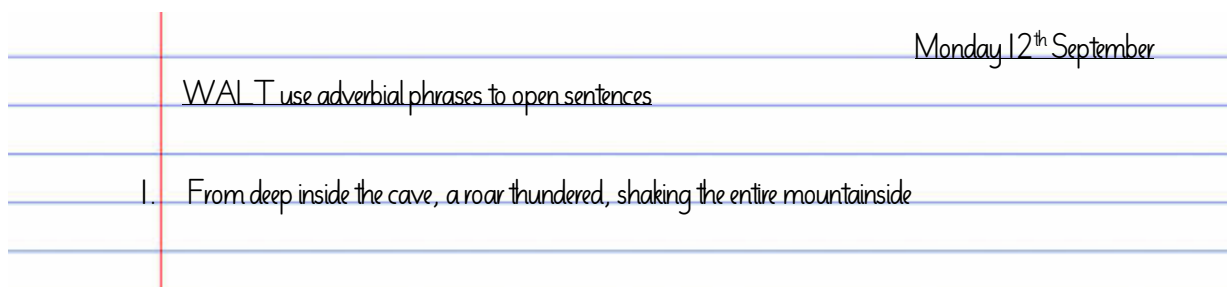 Monday 12th September
WALT use adverbial phrases to open sentences
1. From deep inside the cave, a roar thundered, shaking the entire mountainside